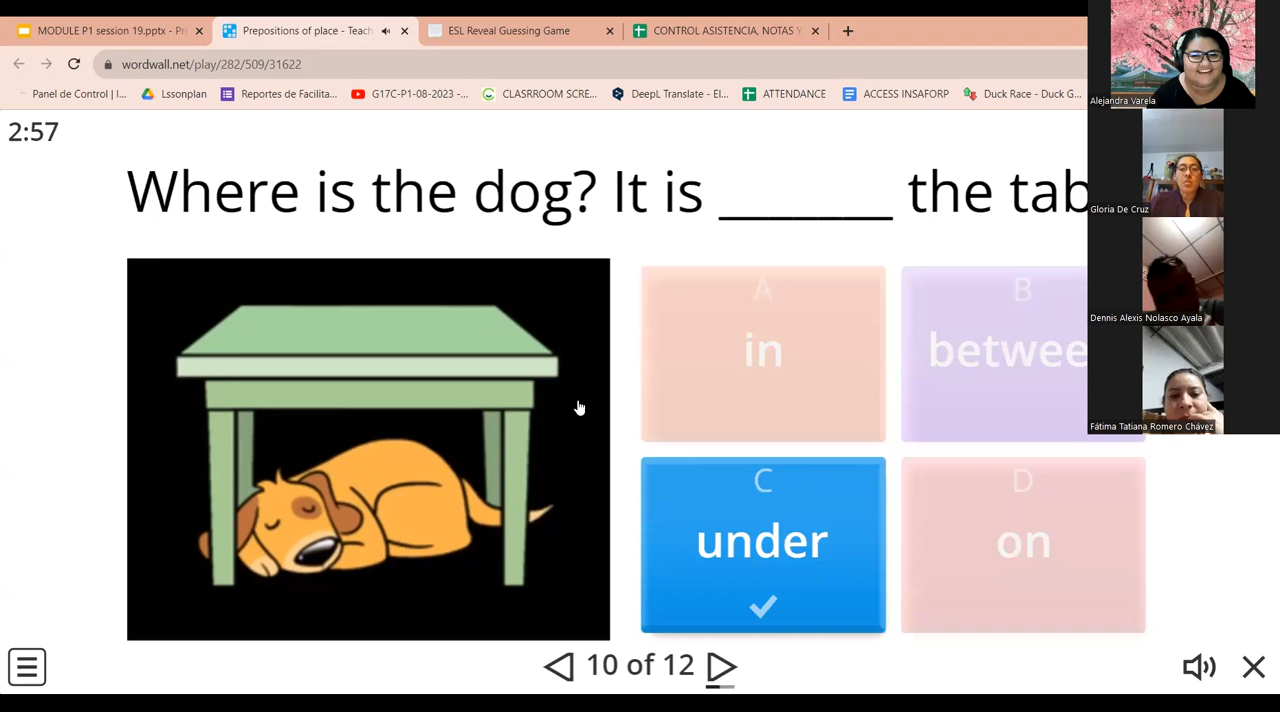 MODULE P1 session 19.pptx - Pr
Prepositions of place - Teach
ESL Reveal Guessing Game
CONTROL ASISTENCIA, NOTAS Y
wordwall.net/play/282/509/31622
Panel de Control | I...
Lssonplan
Reportes de Facilita...
G17C-P1-08-2023 -...
CLASSROOM SCRE...
DeepL Translate - El...
ATTENDANCE
ACCESS INSAFORP
Duck Race - Duck G...
Alejandra Varela
2:57
Where is the dog? It is _______ the tab
Gloria De Cruz
A
in
B
betwee
Dennis Alexis Nolasco Ayala
Fátima Tatiana Romero Chávez
C
under
D
on
10 of 12